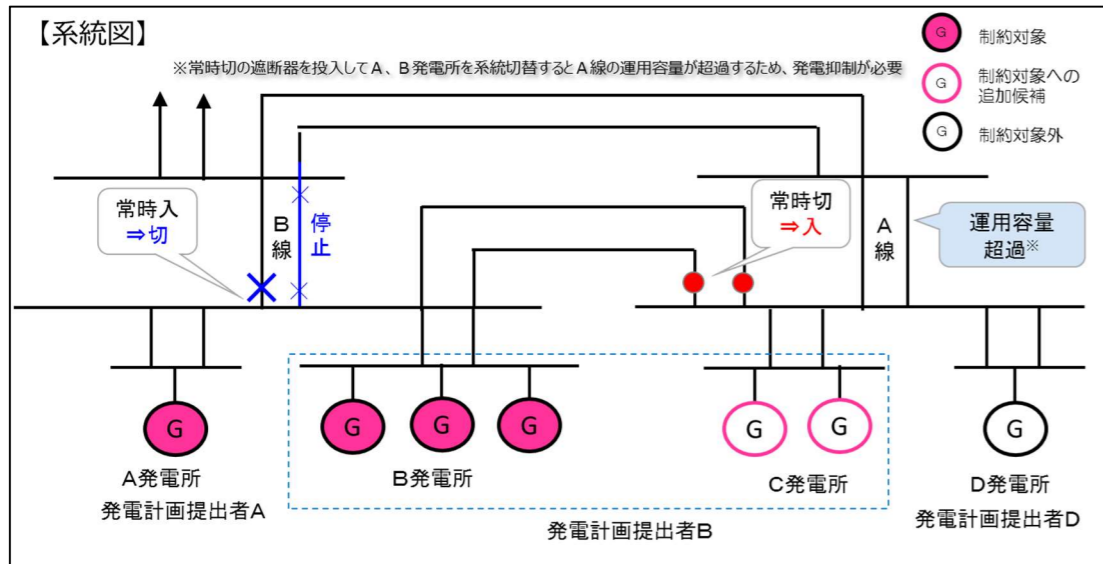 【系統図】
※常時切の遮断器を投入してA、B発電所を系統切替するとA線の運用容量が超過するため、発電抑制が必要
G 制約対象
G 制約対象への
追加候補
G 制約対象外
常時入
⇒切
B線
停止
常時切
⇒入
A線
運用容量
超過※
G
G
G
G
G
G
G
A発電所
発電計画提出者A
B発電所
C発電所
発電計画提出者B
D発電所
発電計画提出者D